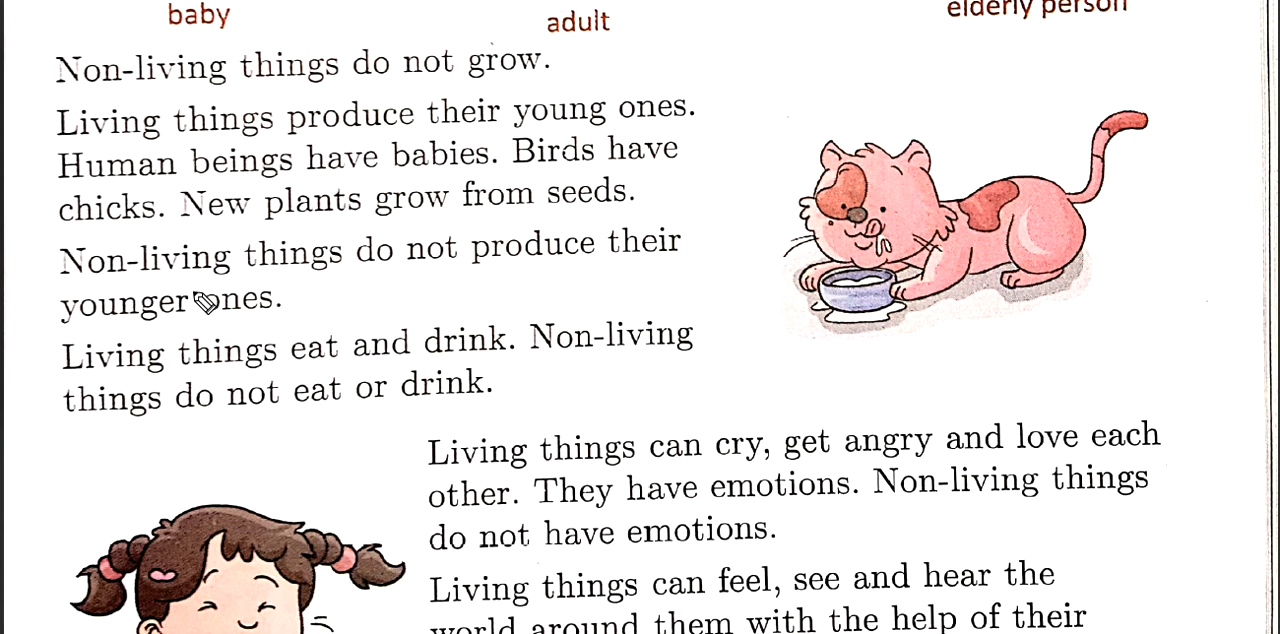 baby adult elderly person
Non-living things do not grow.
Living things produce their young ones.
Human beings have babies. Birds have
chicks. New plants grow from seeds.
Non-living things do not produce their
younger ones.
Living things eat and drink. Non-living
things do not eat or drink.
Living things can cry, get angry and love each
other. They have emotions. Non-living things
do not have emotions.
Living things can feel, see and hear the
world around them with the help of their